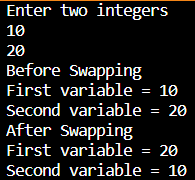 Enter two integers
10
20
Before Swapping
First variable = 10
Second variable = 20
After Swapping
First variable = 20
Second variable = 10